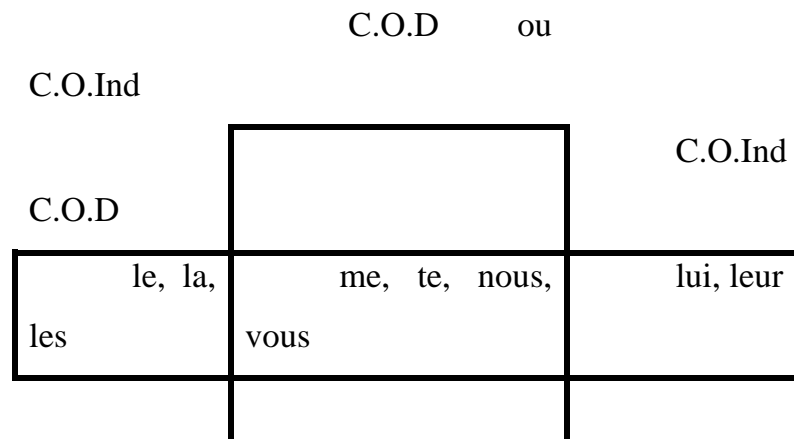 C.O.D ou
C.O.Ind
C.O.Ind
C.O.D
le, la, me, te, nous, lui, leur
les vous